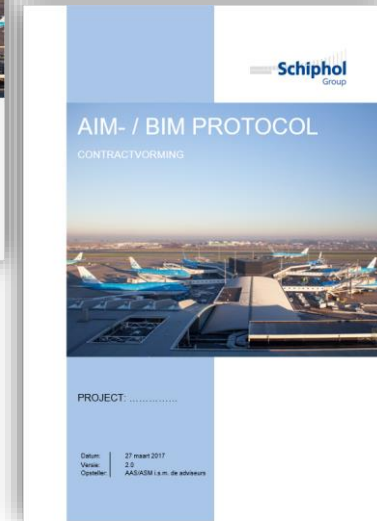 Schiphol
Group
AIM- / BIM PROTOCOL
CONTRACTVORMING
PROJECT: ..............
Datum: 27 maart 2017
Versie: 2.0
Opsteller: AAS/ASM i.s.m. de adviseurs